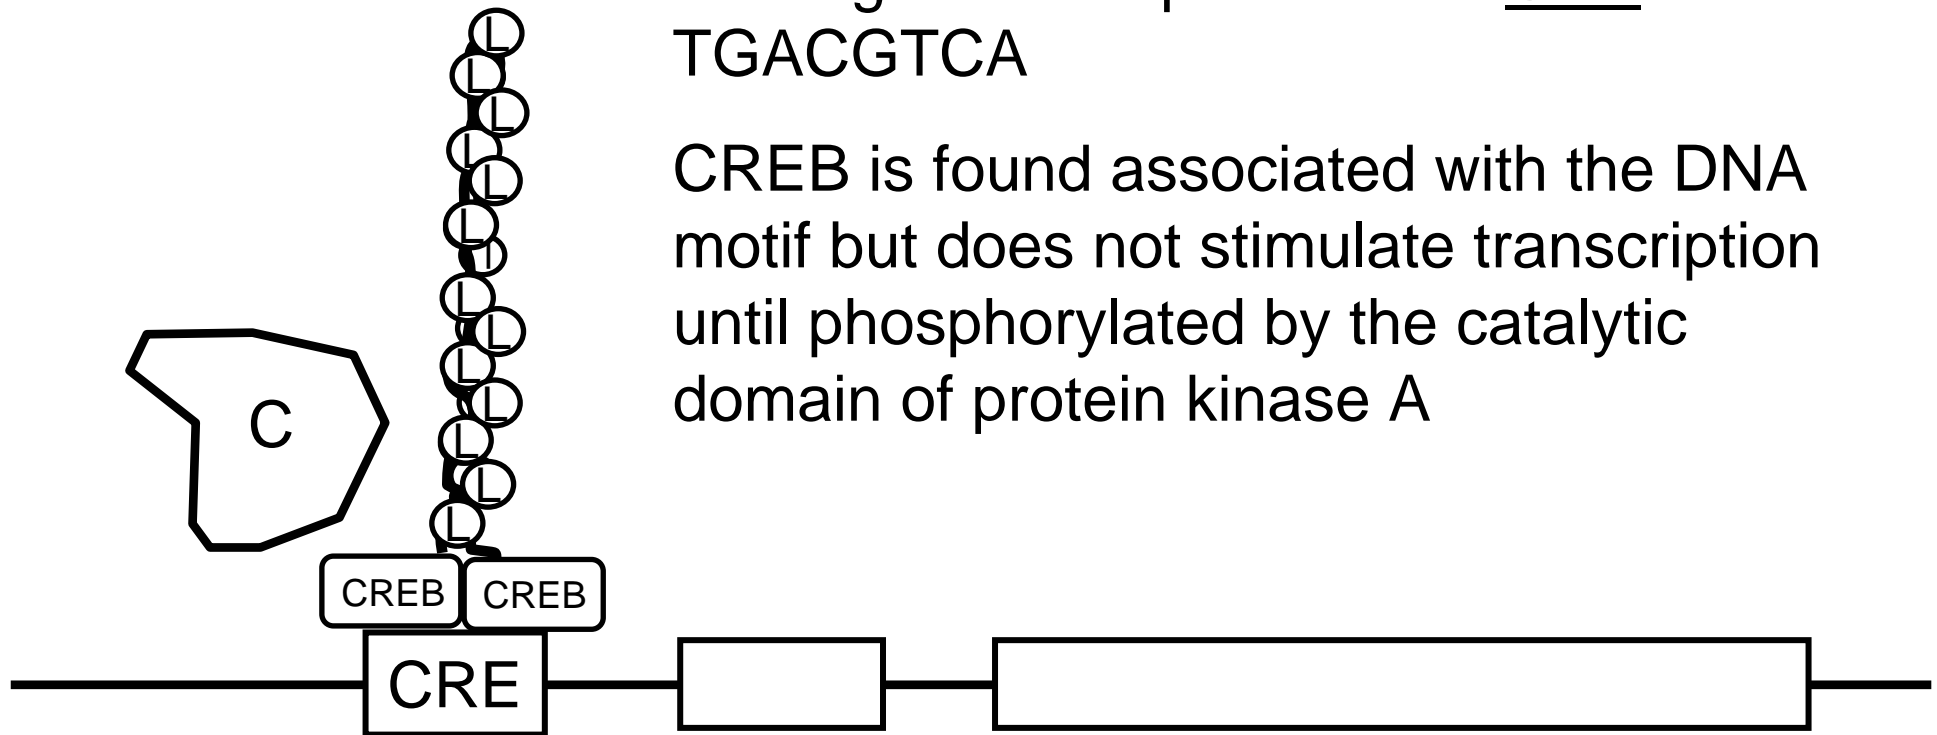 TGACGTCA
CREB is found associated with the DNA
motif but does not stimulate transcription
until phosphorylated by the catalytic
domain of protein kinase A
L
L
L
L
L
L
I
L
L
L
L
L
L
L
C
CREB CREB
CRE